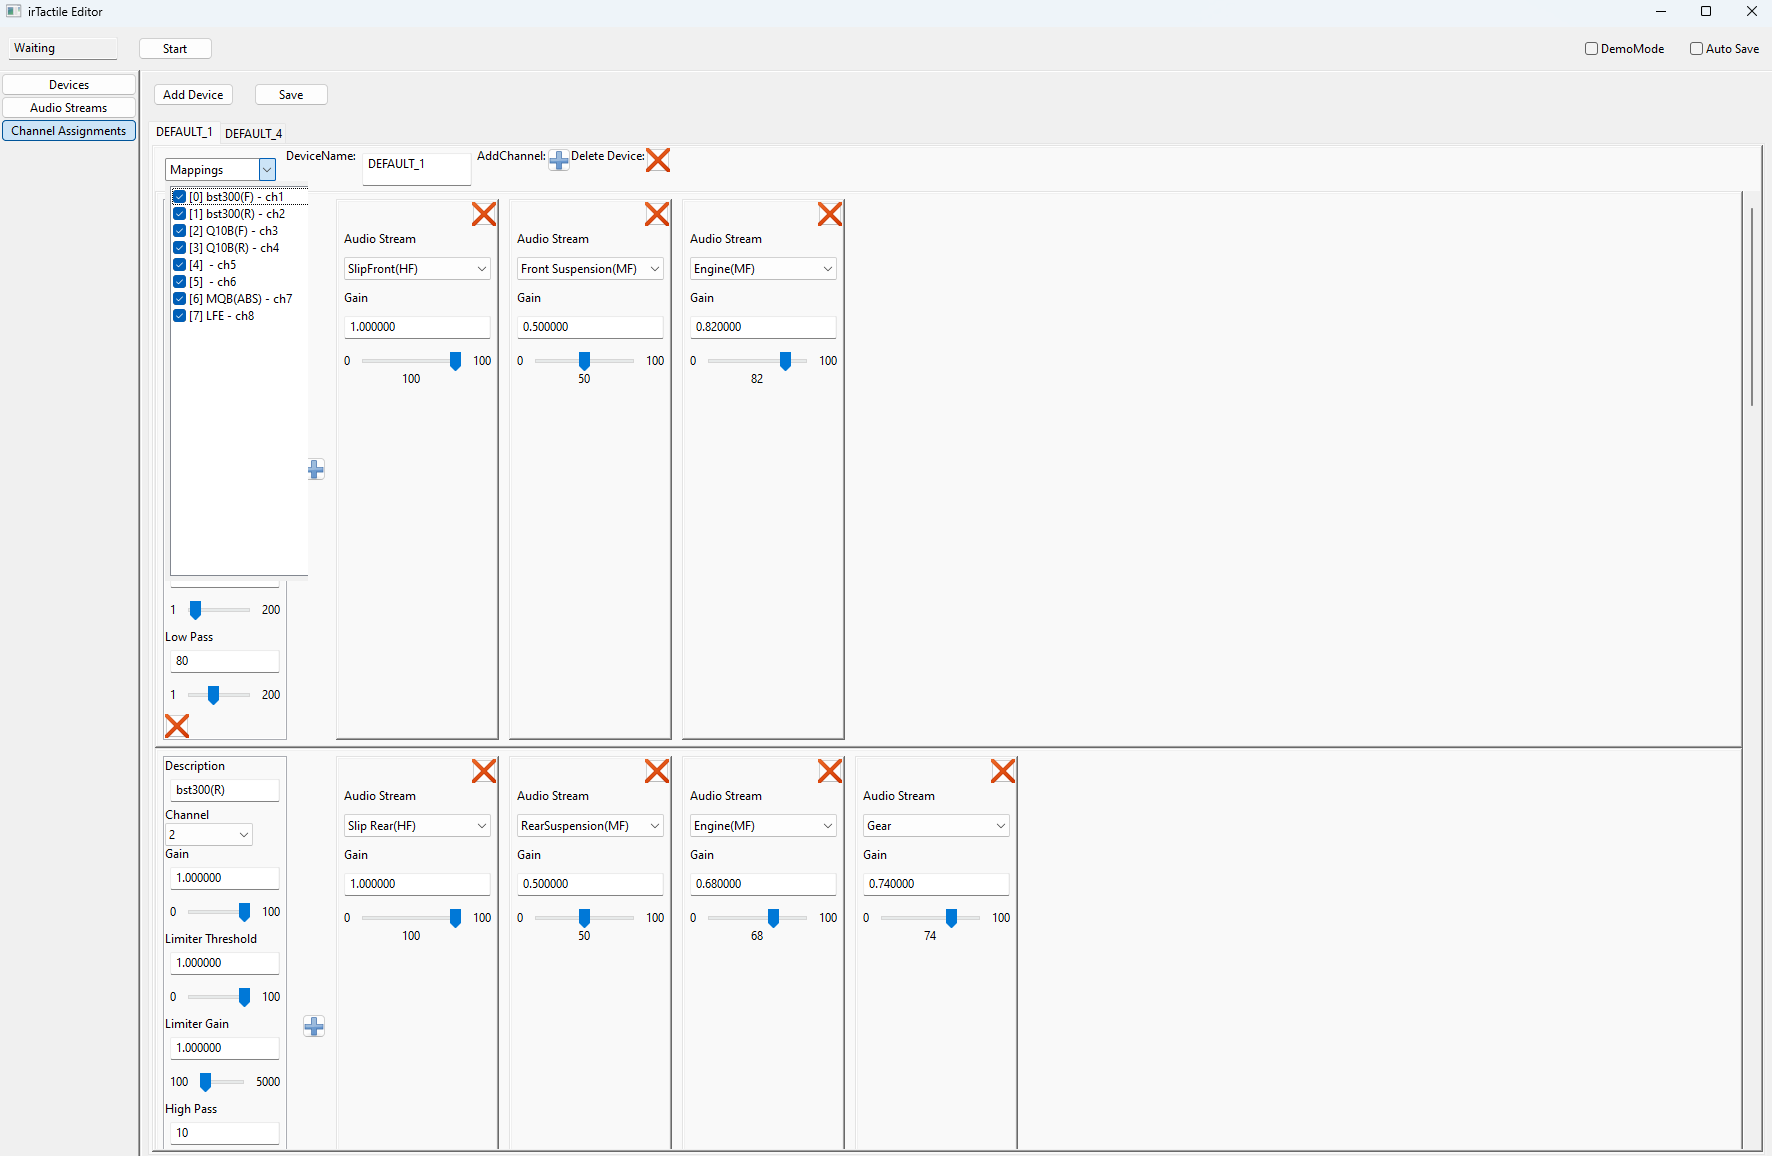 irTactile Editor
Waiting
Start
DemoMode
Auto Save
Devices
Audio Streams
Channel Assignments
Add Device
Save
DEFAULT_1
DEFAULT_4
Mappings
DeviceName:
DEFAULT_1
AddChannel:
Delete Device:
[0] bst300(F) - ch1
[1] bst300(R) - ch2
[2] Q10B(F) - ch3
[3] Q10B(R) - ch4
[4]  - ch5
[5]  - ch6
[6] MQB(ABS) - ch7
[7] LFE - ch8
1
200
Low Pass
80
1
200
Audio Stream
SlipFront(HF)
Gain
1.000000
0
100
100
Audio Stream
Front Suspension(MF)
Gain
0.500000
0
100
50
Audio Stream
Engine(MF)
Gain
0.820000
0
100
82
Description
bst300(R)
Channel
2
Gain
1.000000
0
100
Limiter Threshold
1.000000
0
100
Limiter Gain
1.000000
100
5000
High Pass
10
Audio Stream
Slip Rear(HF)
Gain
1.000000
0
100
100
Audio Stream
RearSuspension(MF)
Gain
0.500000
0
100
50
Audio Stream
Engine(MF)
Gain
0.680000
0
100
68
Audio Stream
Gear
Gain
0.740000
0
100
74